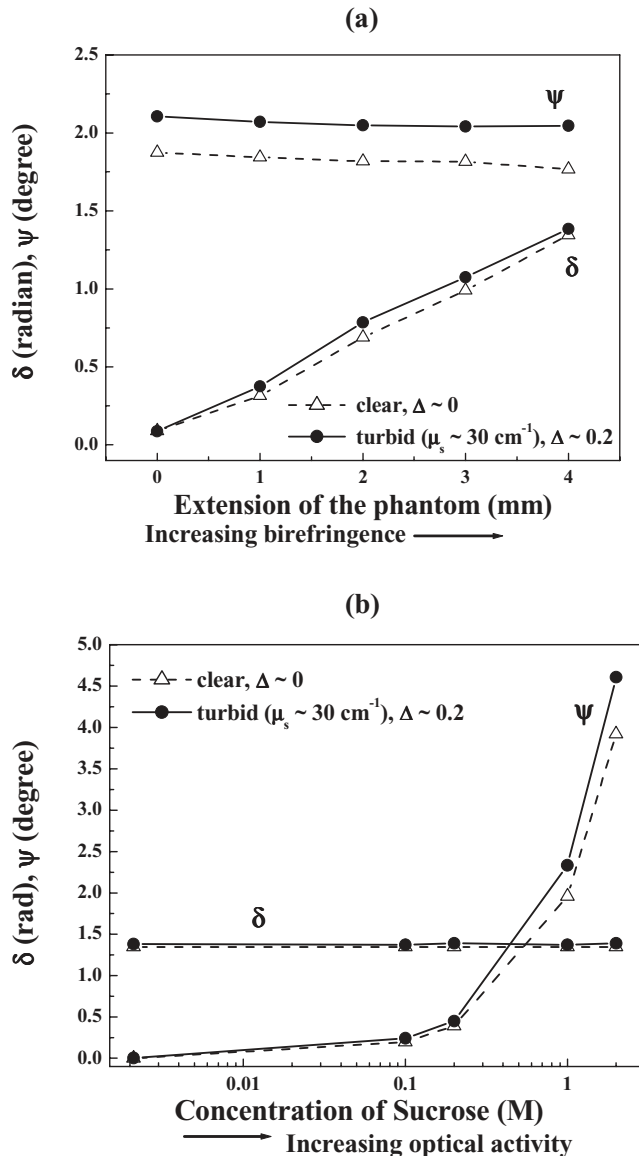 (a)
2.5
2.0
1.5
1.0
0.5
0.0
δ (radian), ψ (degree)
ψ
δ
clear, Δ ~ 0
turbid (μs ~ 30 cm⁻¹), Δ ~ 0.2
0 1 2 3 4
Extension of the phantom (mm)
Increasing birefringence
(b)
5.0
4.5
4.0
3.5
3.0
2.5
2.0
1.5
1.0
0.5
0.0
δ (rad), ψ (degree)
clear, Δ ~ 0
turbid (μs ~ 30 cm⁻¹), Δ ~ 0.2
ψ
δ
0.01 0.1 1
Concentration of Sucrose (M)
Increasing optical activity